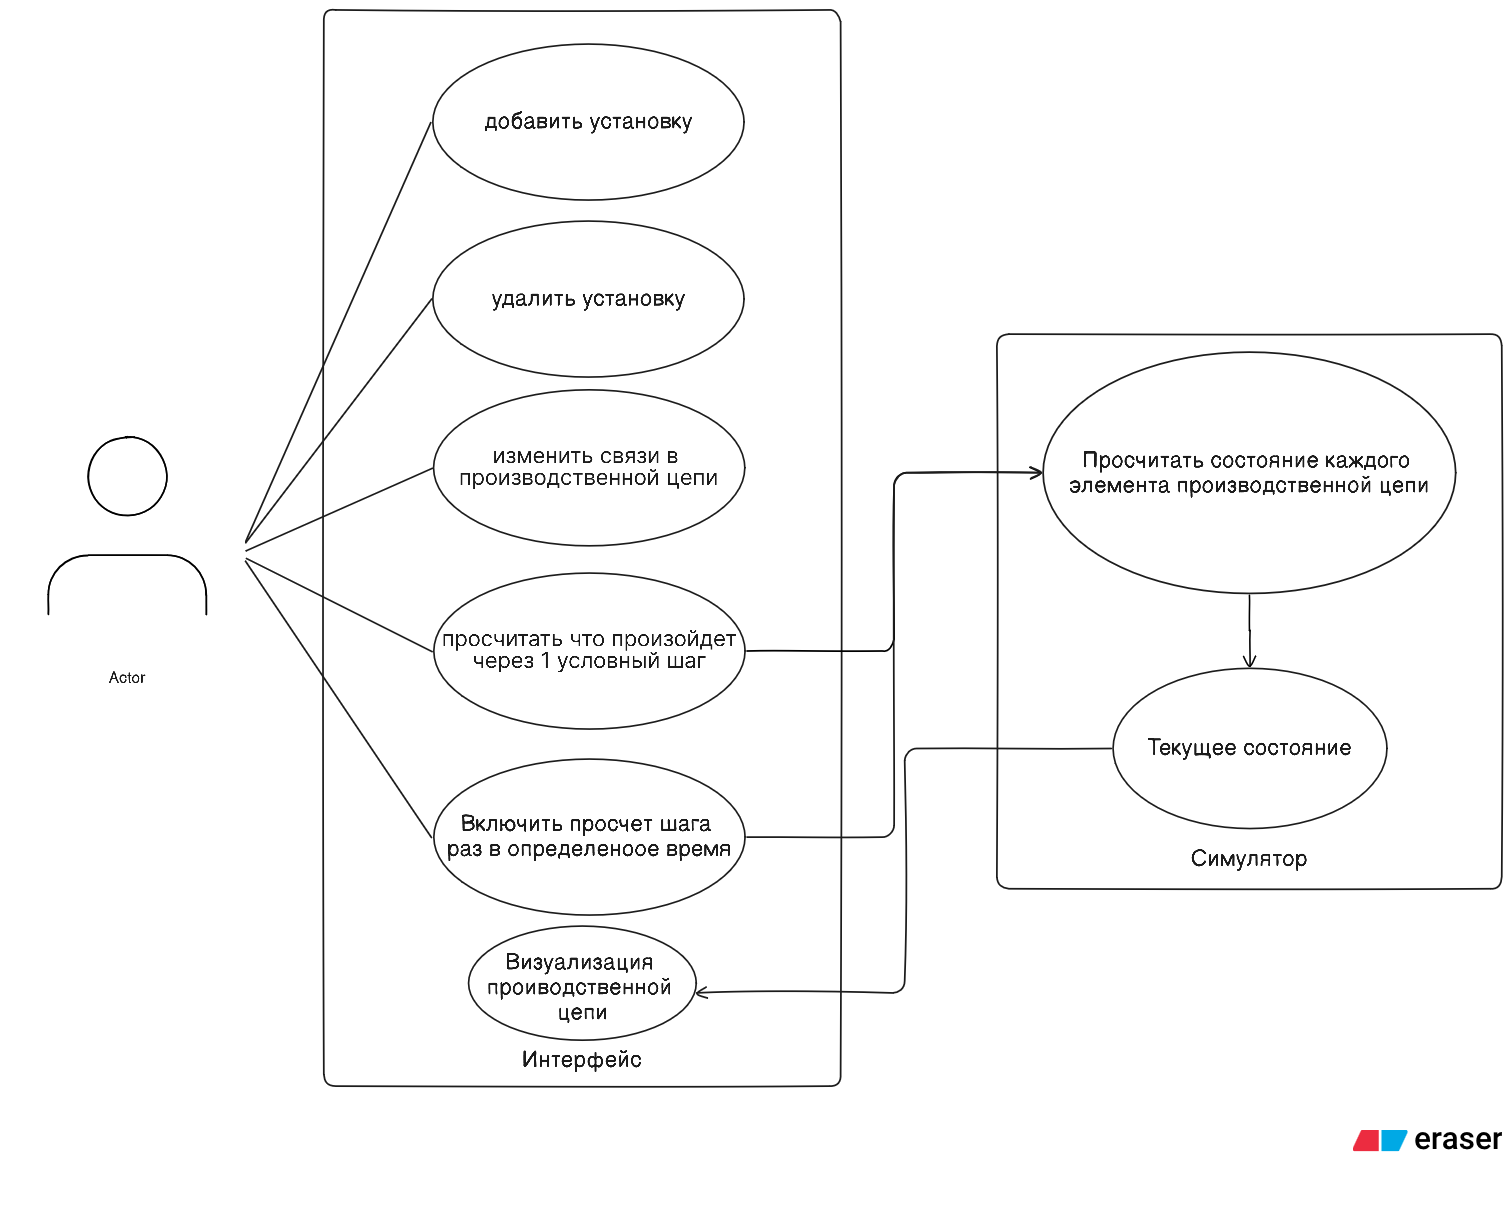 добавить установку
удалить установку
изменить связи в
производственной цепи
просчитать что произойдет
через 1 условный шаг
Включить просчет шага
раз в определеноое время
Визуализация
проиводственной
цепи
Интерфейс
Actor
Просчитать состояние каждого
элемента производственной цепи
Текущее состояние
Симулятор
eraser